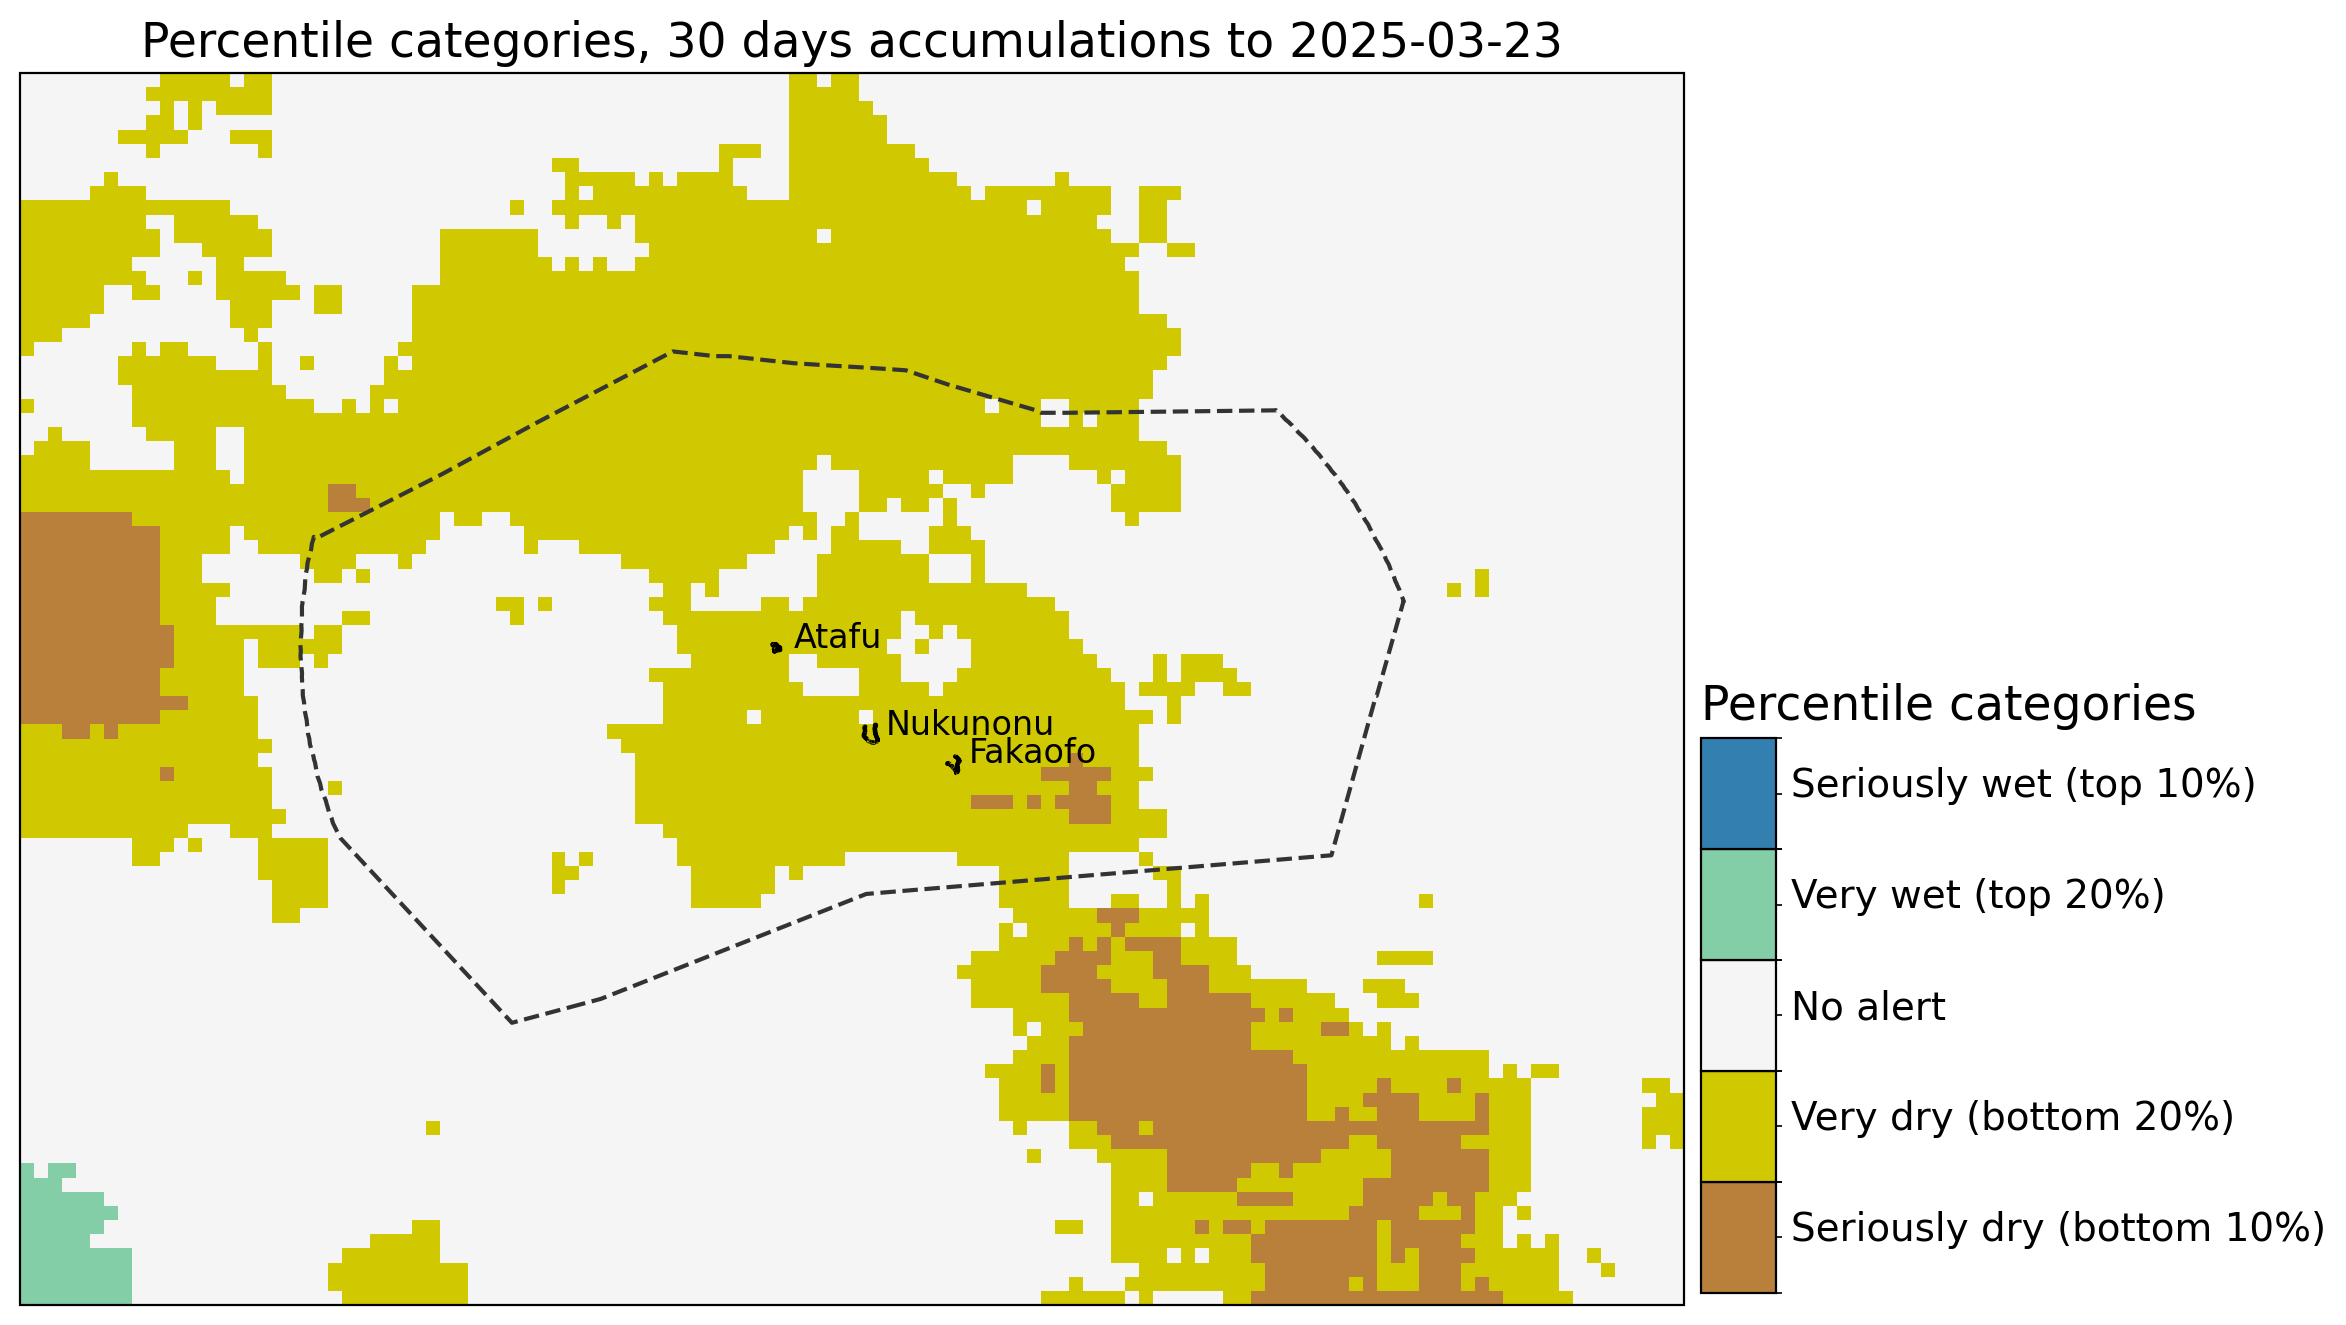 Percentile categories, 30 days accumulations to 2025-03-23
Atafu
Nukunonu
Fakaofo
Percentile categories
Seriously wet (top 10%)
Very wet (top 20%)
No alert
Very dry (bottom 20%)
Seriously dry (bottom 10%)